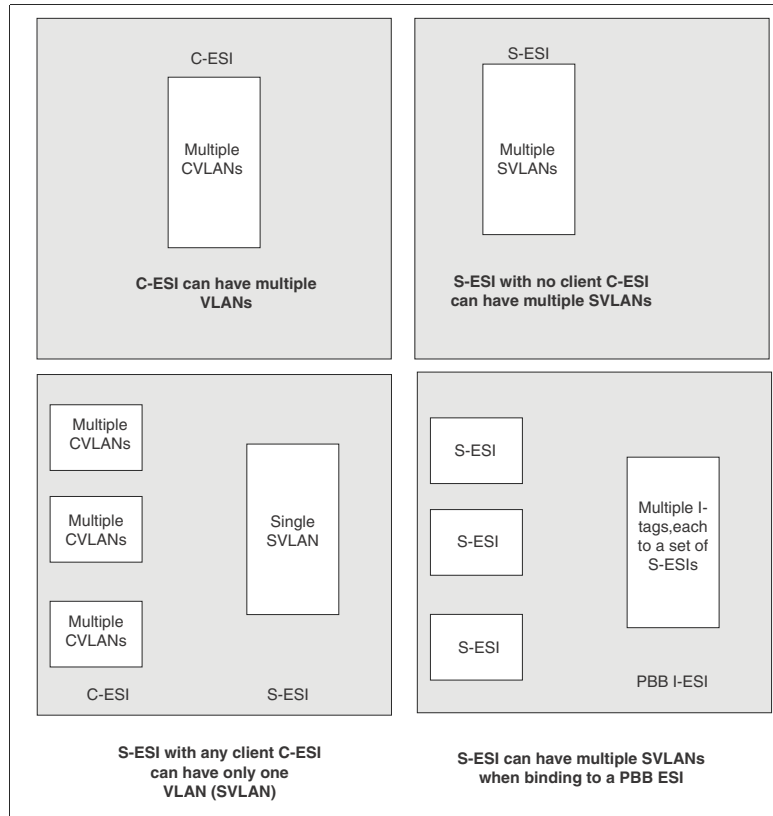 C-ESI
Multiple
CVLANs
C-ESI can have multiple
VLANs
S-ESI
Multiple
SVLANs
S-ESI with no client C-ESI
can have multiple SVLANs
Multiple
CVLANs
Multiple
CVLANs
Multiple
CVLANs
C-ESI
Single
SVLAN
S-ESI
S-ESI with any client C-ESI
can have only one
VLAN (SVLAN)
S-ESI
S-ESI
S-ESI
Multiple I-
tags,each
to a set of
S-ESIs
PBB I-ESI
S-ESI can have multiple SVLANs
when binding to a PBB ESI